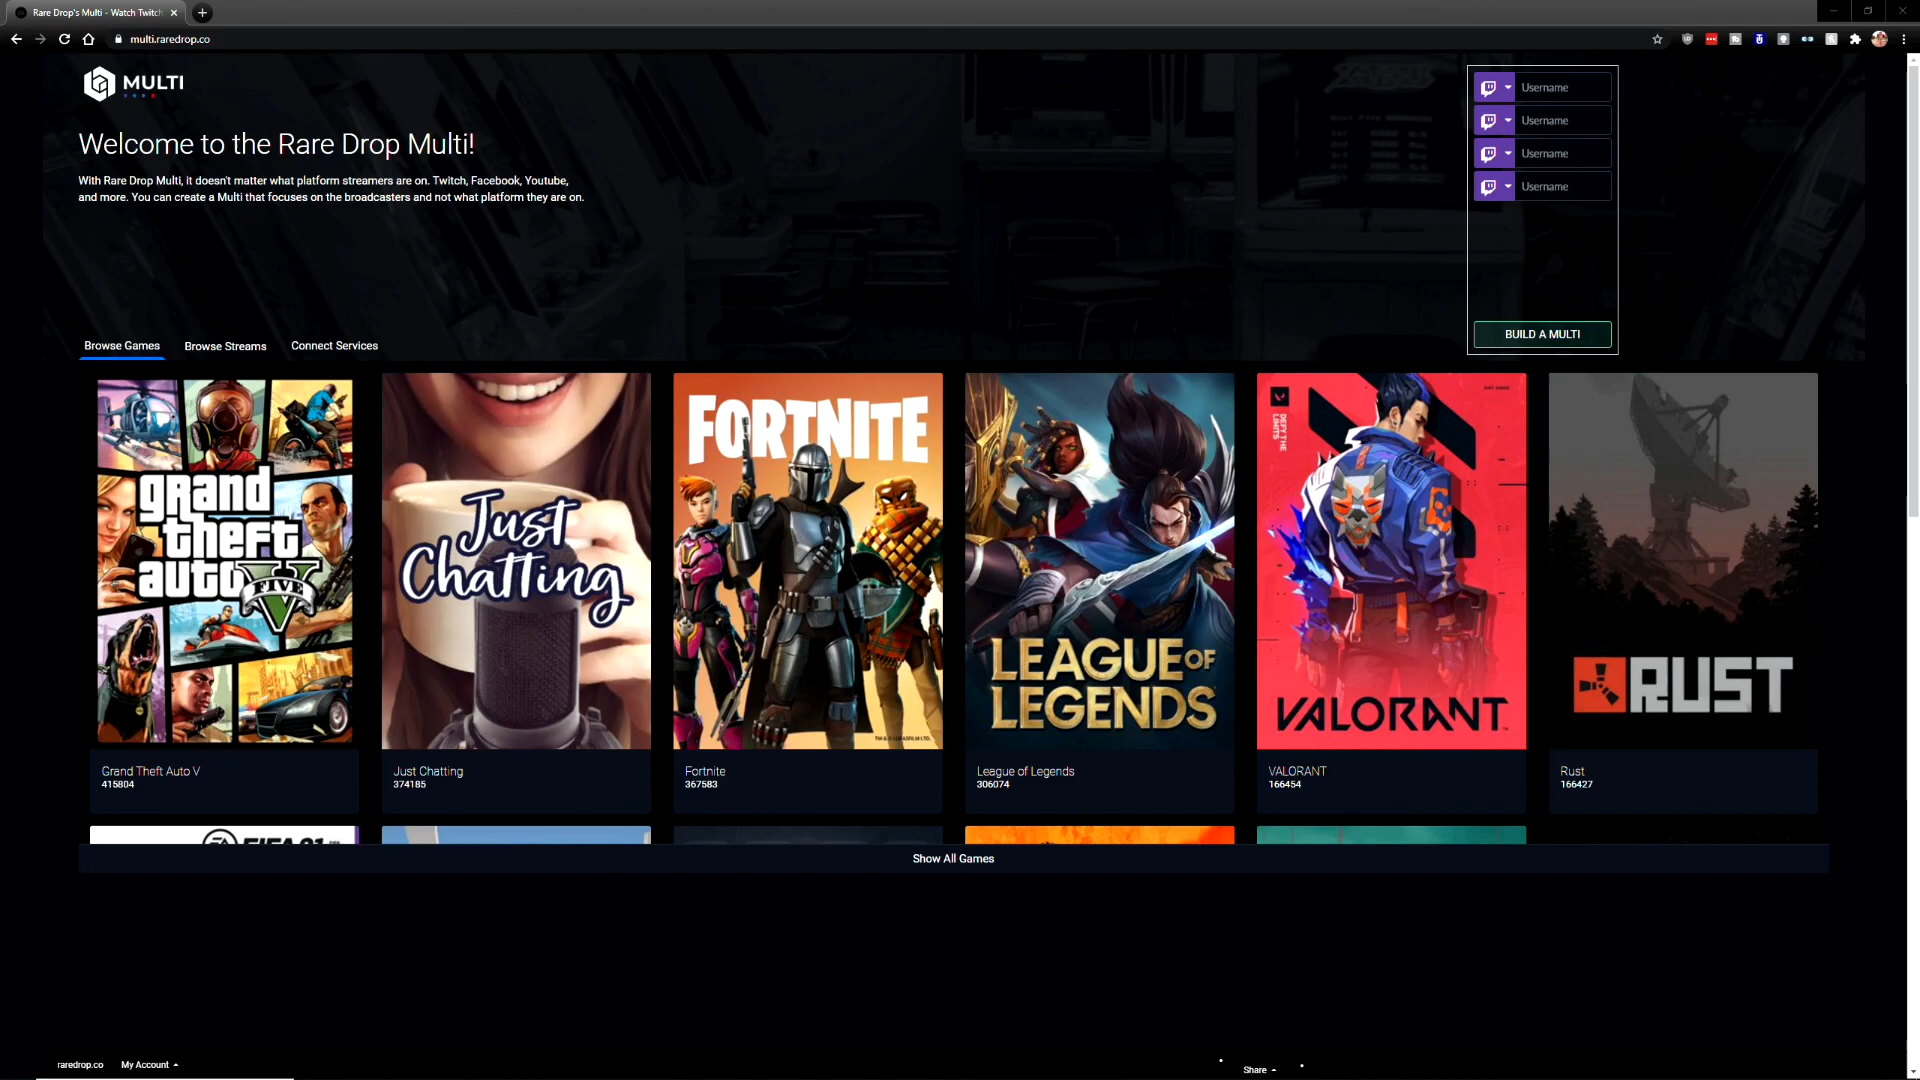 Rare Drop's Multi - Watch Twitch
multi.raredrop.co
MULTI
Welcome to the Rare Drop Multi!
With Rare Drop Multi, it doesn't matter what platform streamers are on. Twitch, Facebook, Youtube,
and more. You can create a Multi that focuses on the broadcasters and not what platform they are on.
Username
Username
Username
Username
BUILD A MULTI
Browse Games
Browse Streams
Connect Services
grand
theft
auto
FIVE
Just
Chatting
FORTNITE
LEAGUE OF
LEGENDS
DEFY THE
LIMITS
VALORANT
RUST
Grand Theft Auto V
415804
Just Chatting
374185
Fortnite
367583
League of Legends
306074
VALORANT
166454
Rust
166427
FIFA 21
Show All Games
raredrop.co
My Account
Share